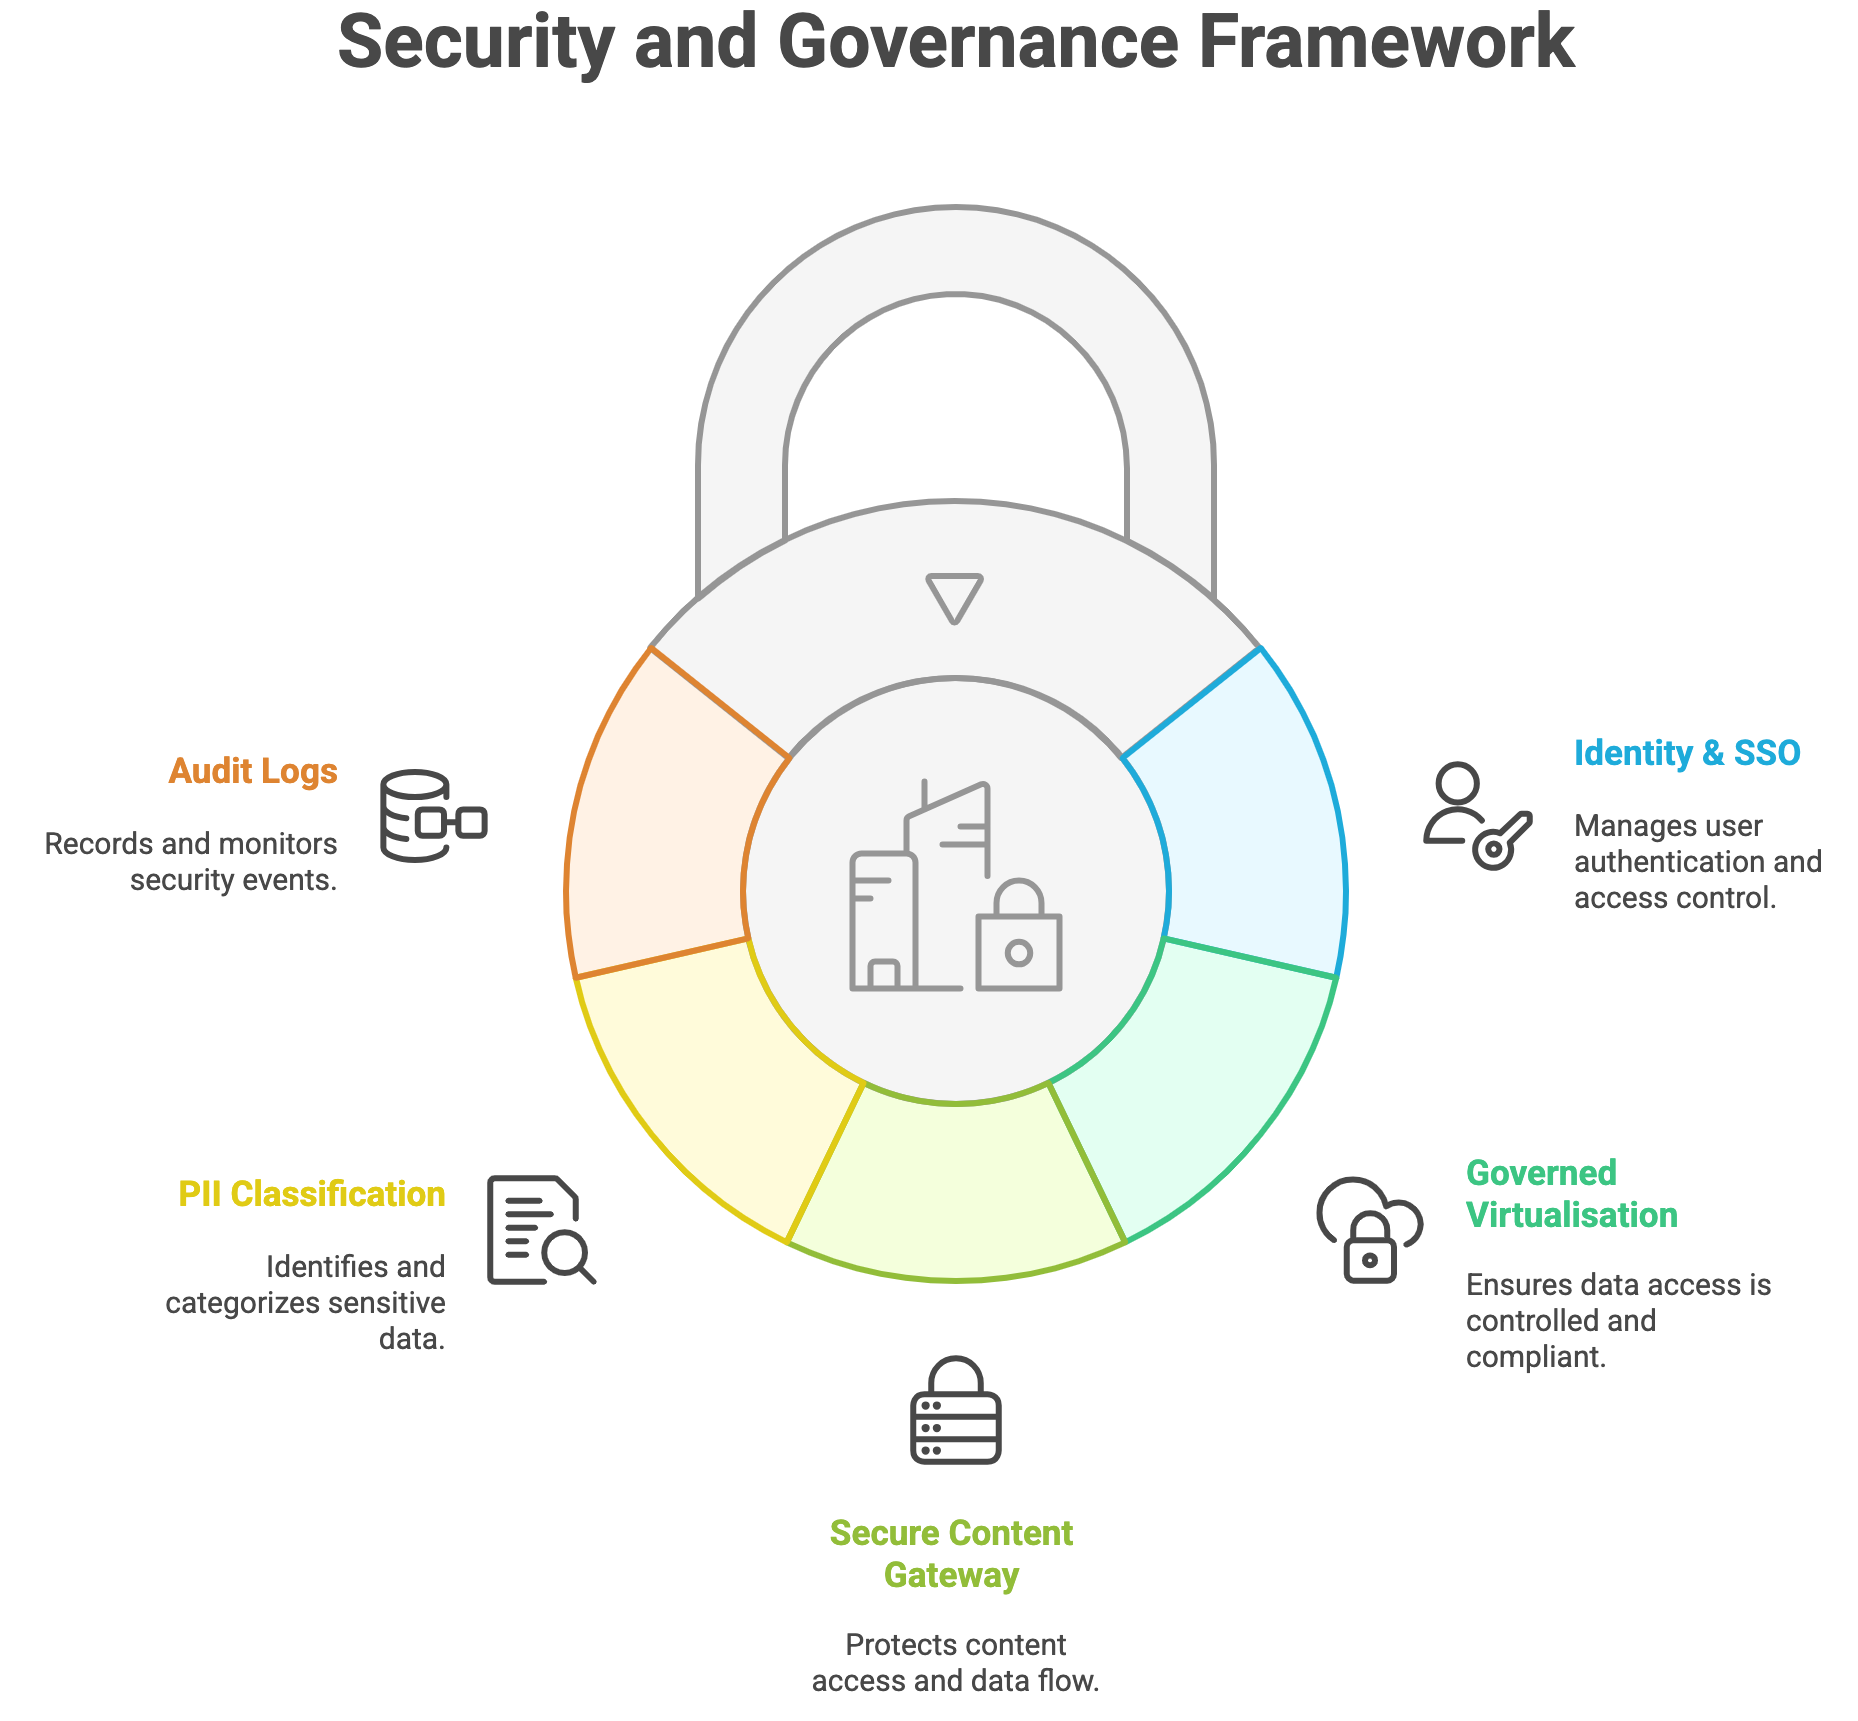 Security and Governance Framework
Audit Logs
Records and monitors
security events.
Identity & SSO
Manages user
authentication and
access control.
PII Classification
Identifies and
categorizes sensitive
data.
Governed
Virtualisation
Ensures data access is
controlled and
compliant.
Secure Content
Gateway
Protects content
access and data flow.